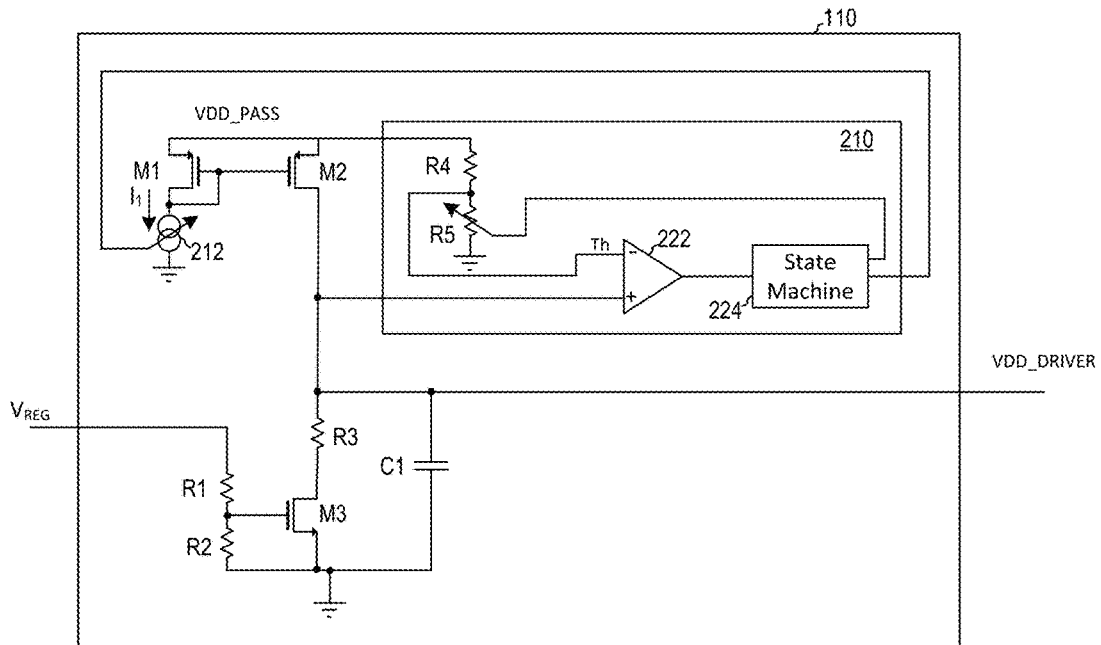 110
VDD_PASS
210
M1
M2
R4
I1
212
R5
Th
222
-
+
State
Machine
224
VDD_DRIVER
VREG
R3
C1
R1
M3
R2